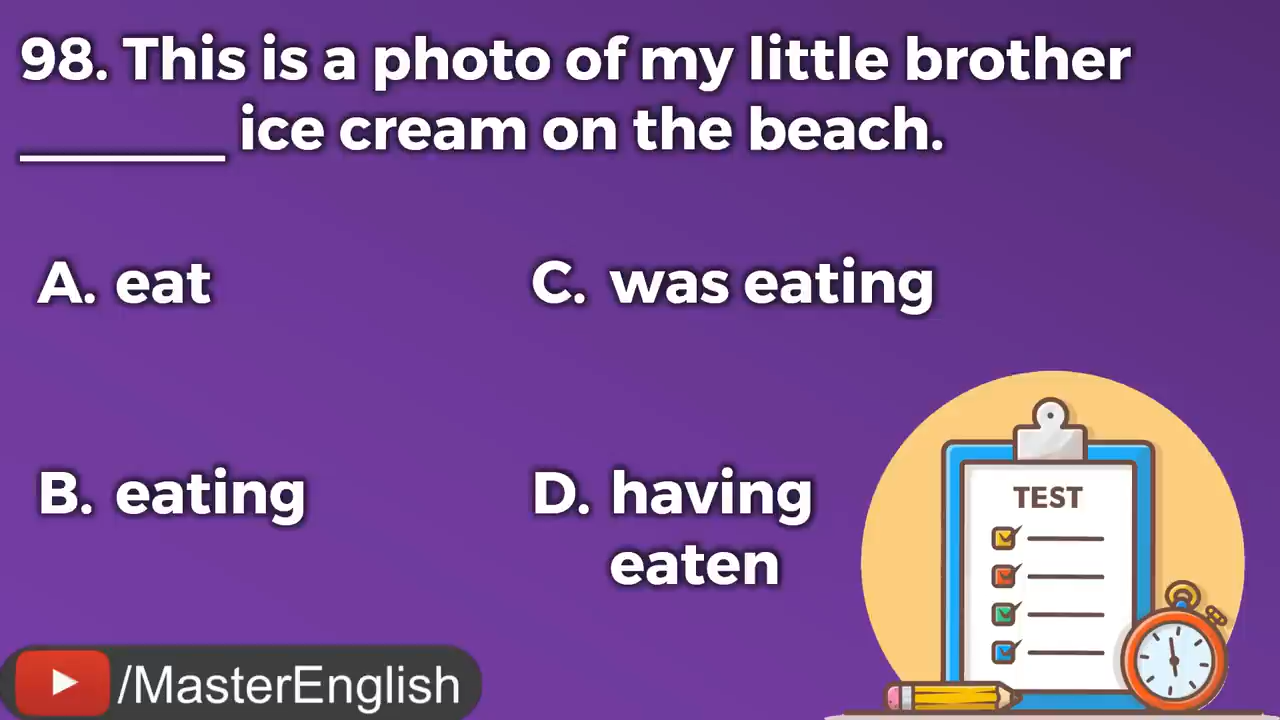 98. This is a photo of my little brother
_______ ice cream on the beach.
A. eat
C. was eating
B. eating
D. having
eaten
TEST
/MasterEnglish